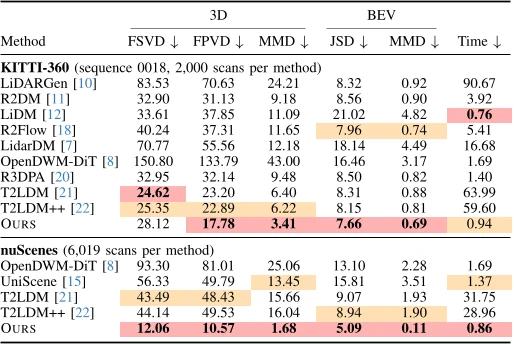 3D BEV
Method FSVD ↓ FPVD ↓ MMD ↓ JSD ↓ MMD ↓ Time ↓
KITTI-360 (sequence 0018, 2,000 scans per method)
LiDARGen [10] 83.53 70.63 24.21 8.32 0.92 90.67
R2DM [11] 32.90 31.13 9.18 8.56 0.90 3.92
LiDM [12] 33.61 37.85 11.09 21.02 4.82 0.76
R2Flow [18] 40.24 37.31 11.65 7.96 0.74 5.41
LidarDM [7] 70.77 55.56 12.18 18.14 4.49 16.68
OpenDWM-DiT [8] 150.80 133.79 43.00 16.46 3.17 1.69
R3DPA [20] 32.95 32.14 9.48 8.50 0.82 1.40
T2LDM [21] 24.62 23.20 6.40 8.31 0.88 63.99
T2LDM++ [22] 25.35 22.89 6.22 8.15 0.81 59.60
OURS 28.12 17.78 3.41 7.66 0.69 0.94
nuScenes (6,019 scans per method)
OpenDWM-DiT [8] 93.30 81.01 25.06 13.10 2.28 1.69
UniScene [15] 56.33 49.79 13.45 15.81 3.51 1.37
T2LDM [21] 43.49 48.43 15.66 9.07 1.93 31.75
T2LDM++ [22] 44.14 49.53 16.04 8.94 1.90 28.96
OURS 12.06 10.57 1.68 5.09 0.11 0.86